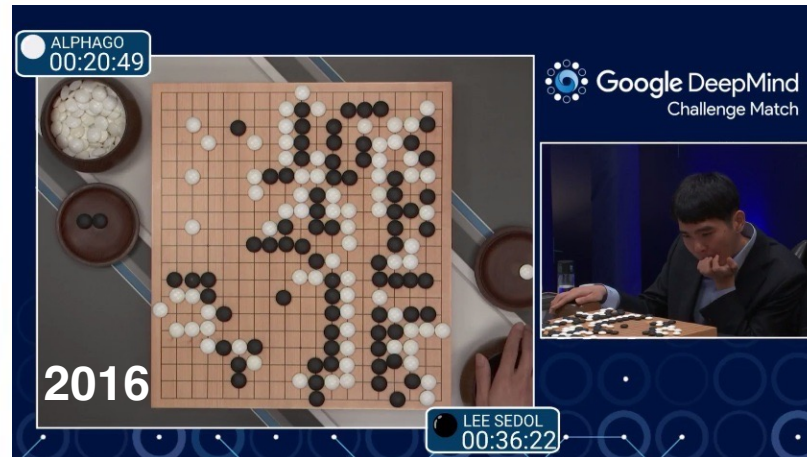 ALPHAGO
00:20:49
Google DeepMind
Challenge Match
2016
LEE SEDOL
00:36:22